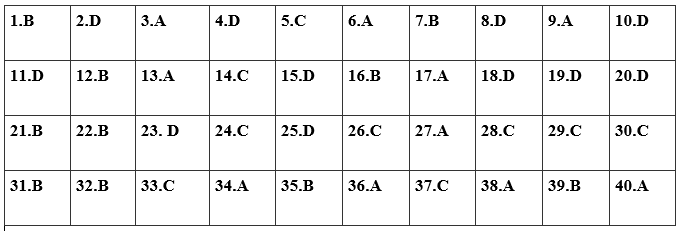 1.B 2.D 3.A 4.D 5.C 6.A 7.B 8.D 9.A 10.D
11.D 12.B 13.A 14.C 15.D 16.B 17.A 18.D 19.D 20.D
21.B 22.B 23. D 24.C 25.D 26.C 27.A 28.C 29.C 30.C
31.B 32.B 33.C 34.A 35.B 36.A 37.C 38.A 39.B 40.A